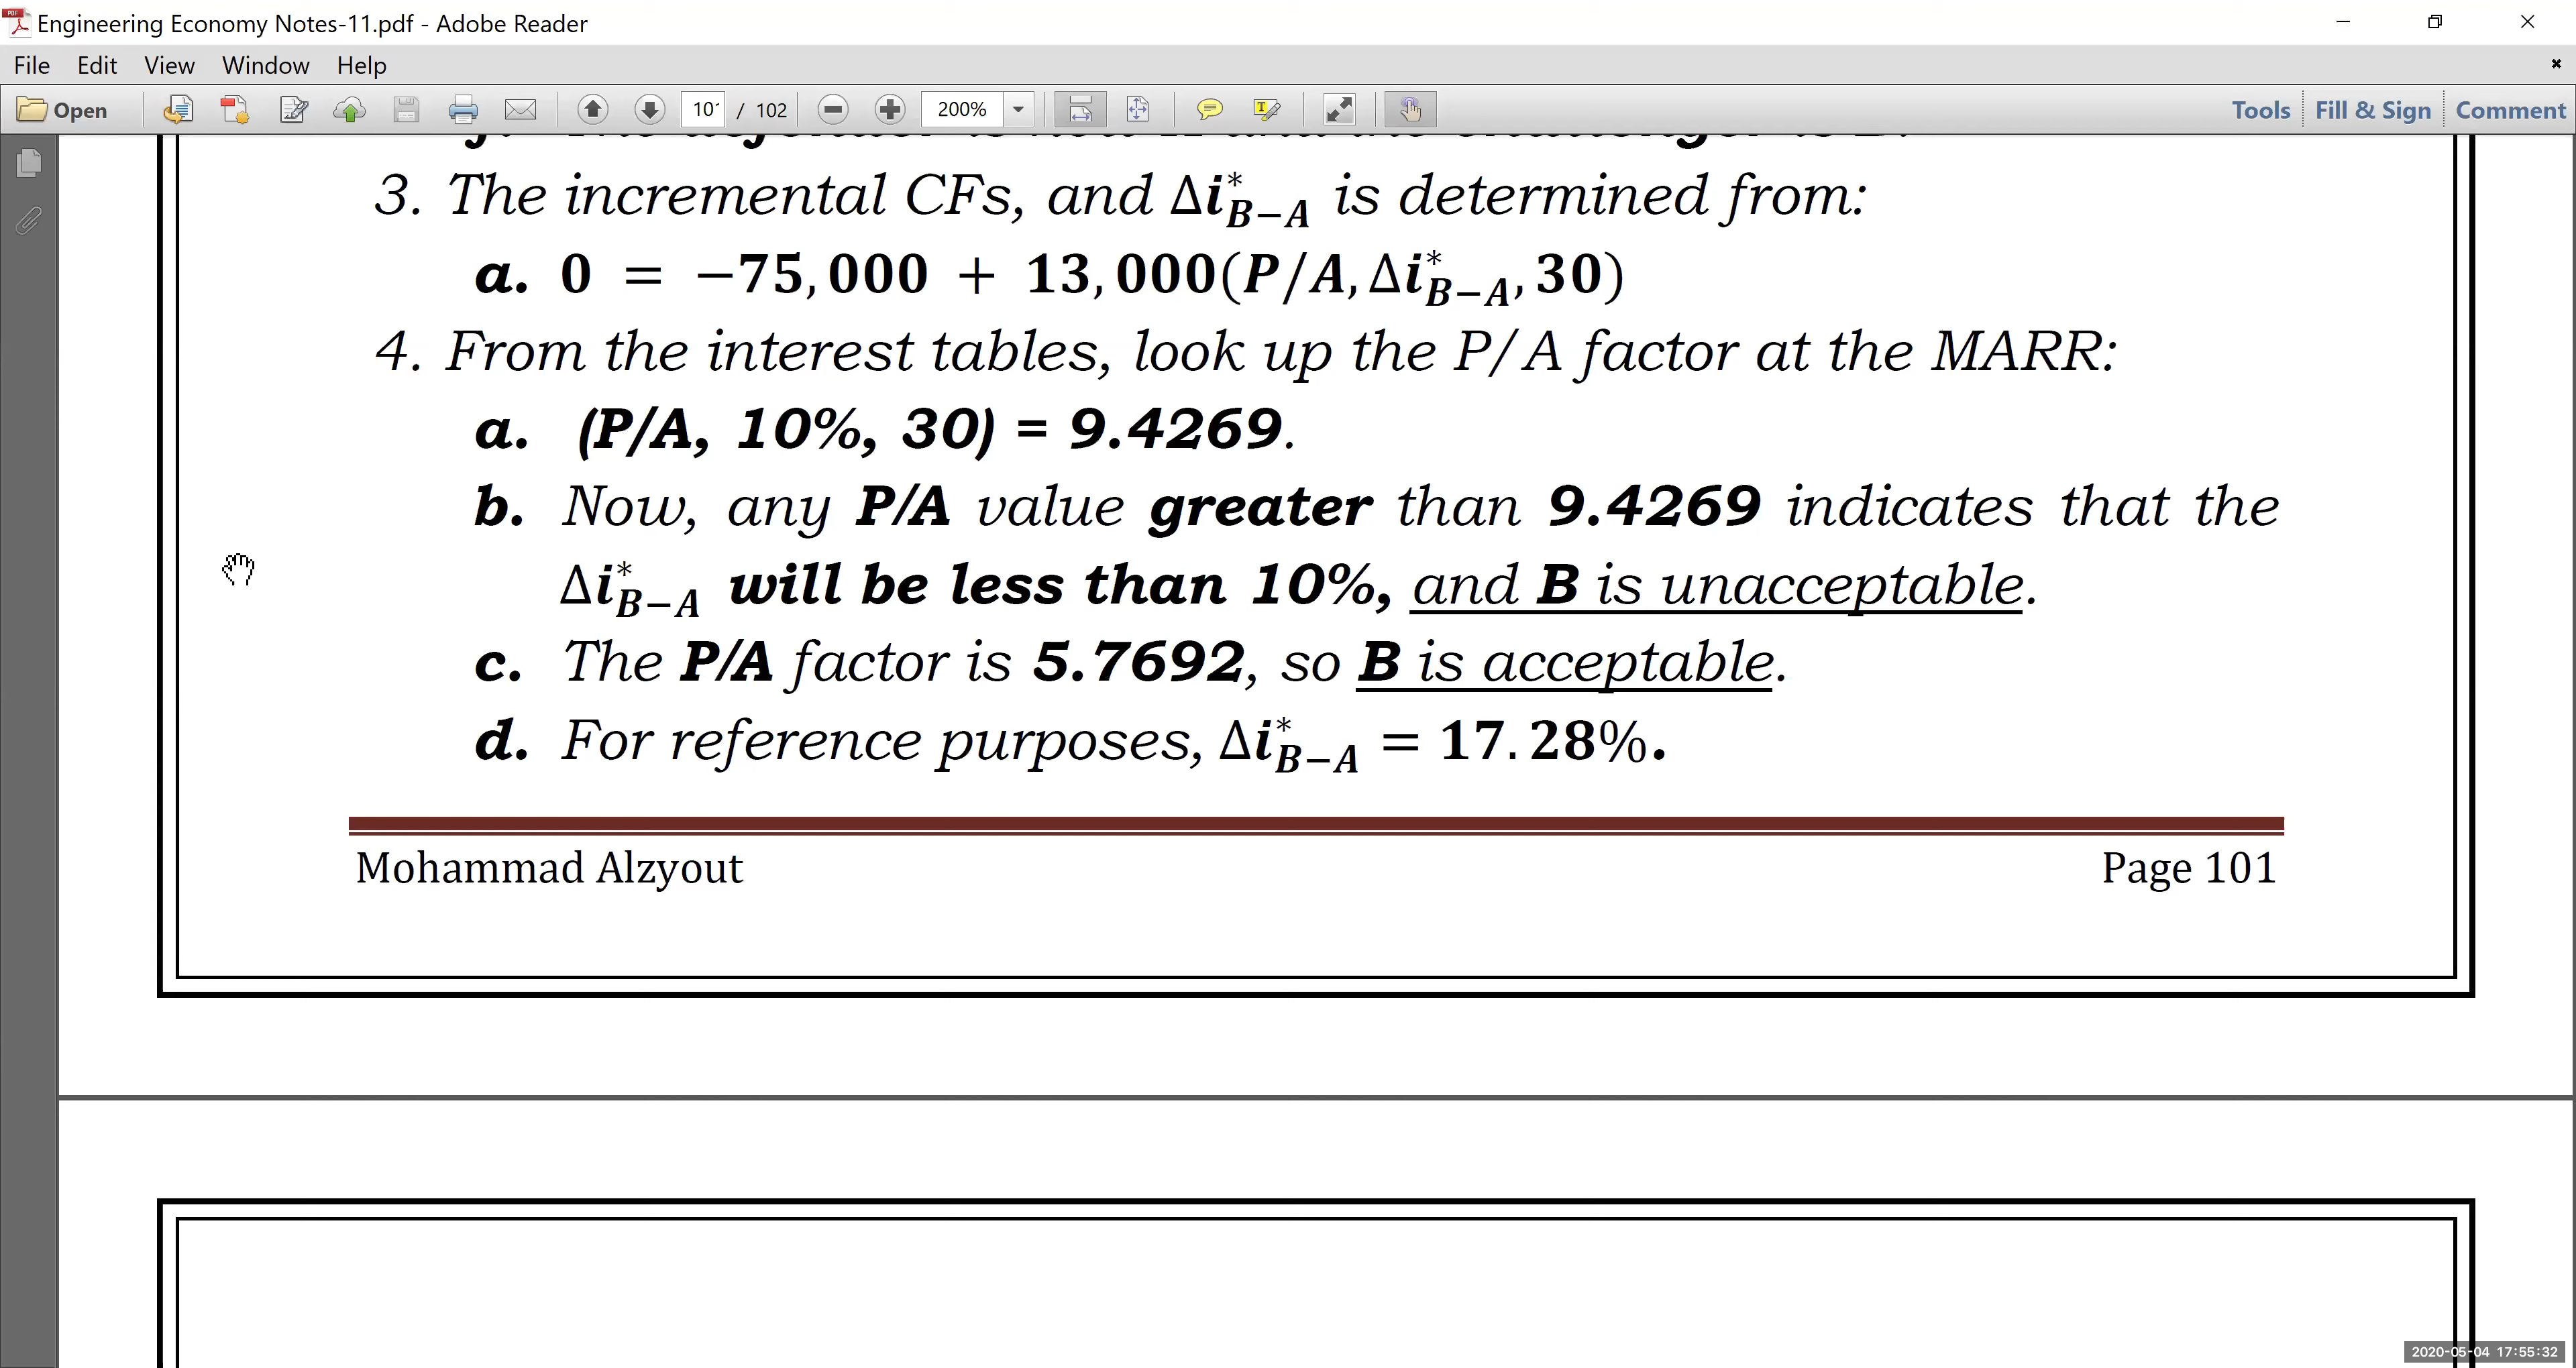 Engineering Economy Notes-11.pdf - Adobe Reader
File Edit View Window Help
Open 101 / 102 200% Tools Fill & Sign Comment
3. The incremental CFs, and Δi*B−A is determined from:
a. 0 = −75,000 + 13,000(P/A, Δi*B−A, 30)
4. From the interest tables, look up the P/A factor at the MARR:
a. (P/A, 10%, 30) = 9.4269.
b. Now, any P/A value greater than 9.4269 indicates that the
Δi*B−A will be less than 10%, and B is unacceptable.
c. The P/A factor is 5.7692, so B is acceptable.
d. For reference purposes, Δi*B−A = 17.28%.
Mohammad Alzyout Page 101
2020-05-04 17:55:32